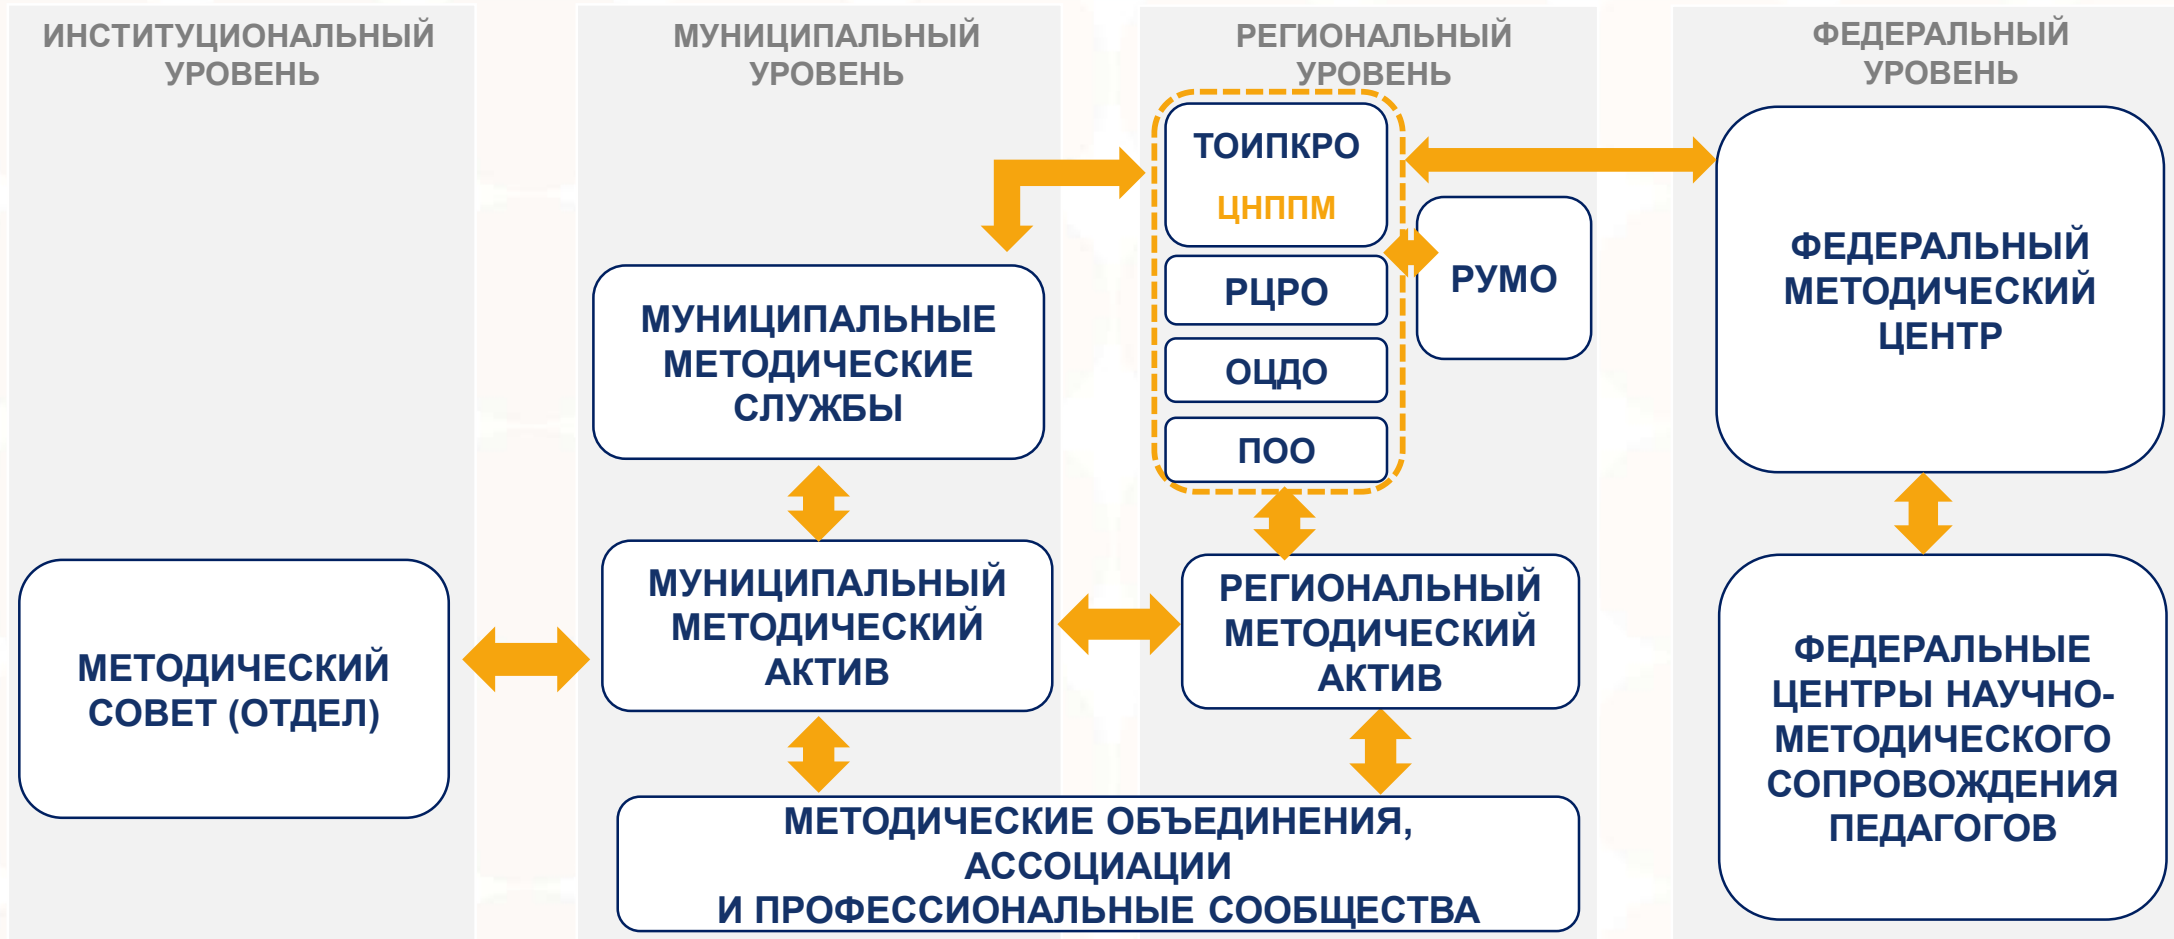 ИНСТИТУЦИОНАЛЬНЫЙ
УРОВЕНЬ
МУНИЦИПАЛЬНЫЙ
УРОВЕНЬ
РЕГИОНАЛЬНЫЙ
УРОВЕНЬ
ФЕДЕРАЛЬНЫЙ
УРОВЕНЬ
МЕТОДИЧЕСКИЙ
СОВЕТ (ОТДЕЛ)
МУНИЦИПАЛЬНЫЕ
МЕТОДИЧЕСКИЕ
СЛУЖБЫ
МУНИЦИПАЛЬНЫЙ
МЕТОДИЧЕСКИЙ
АКТИВ
ТОИПКРО
ЦНППМ
РЦРО
ОЦДО
ПОО
РУМО
РЕГИОНАЛЬНЫЙ
МЕТОДИЧЕСКИЙ
АКТИВ
МЕТОДИЧЕСКИЕ ОБЪЕДИНЕНИЯ,
АССОЦИАЦИИ
И ПРОФЕССИОНАЛЬНЫЕ СООБЩЕСТВА
ФЕДЕРАЛЬНЫЙ
МЕТОДИЧЕСКИЙ
ЦЕНТР
ФЕДЕРАЛЬНЫЕ
ЦЕНТРЫ НАУЧНО-
МЕТОДИЧЕСКОГО
СОПРОВОЖДЕНИЯ
ПЕДАГОГОВ